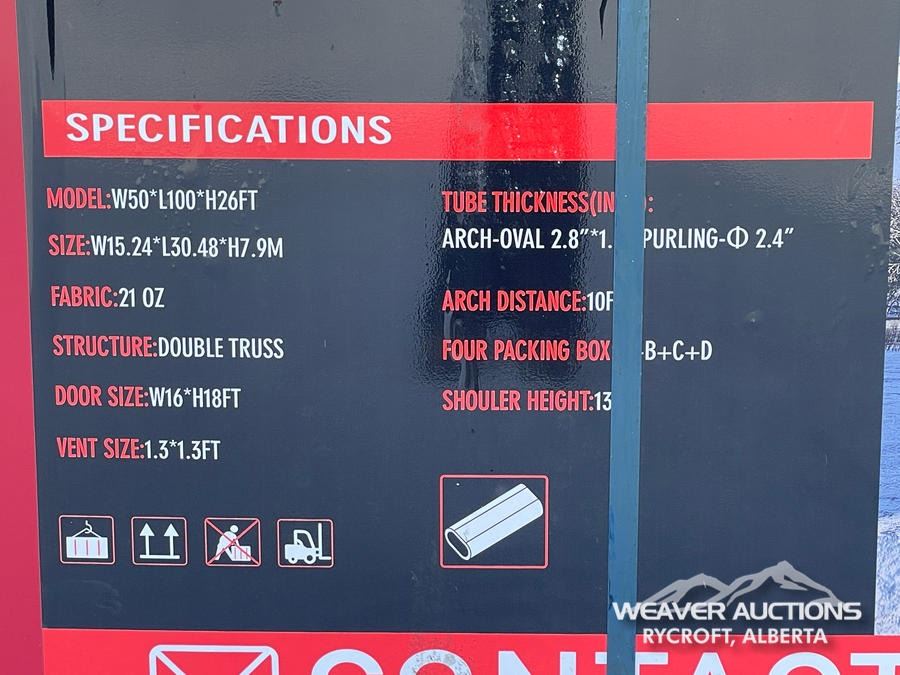 SPECIFICATIONS
MODEL:W50*L100*H26FT
SIZE:W15.24*L30.48*H7.9M
FABRIC:21 OZ
STRUCTURE:DOUBLE TRUSS
DOOR SIZE:W16*H18FT
VENT SIZE:1.3*1.3FT
TUBE THICKNESS
ARCH-OVAL 2.8"*1. PURLING-Φ 2.4"
ARCH DISTANCE:10F
FOUR PACKING BOX -B+C+D
SHOULER HEIGHT:13
WEAVER AUCTIONS
RYCROFT, ALBERTA
CONTACT